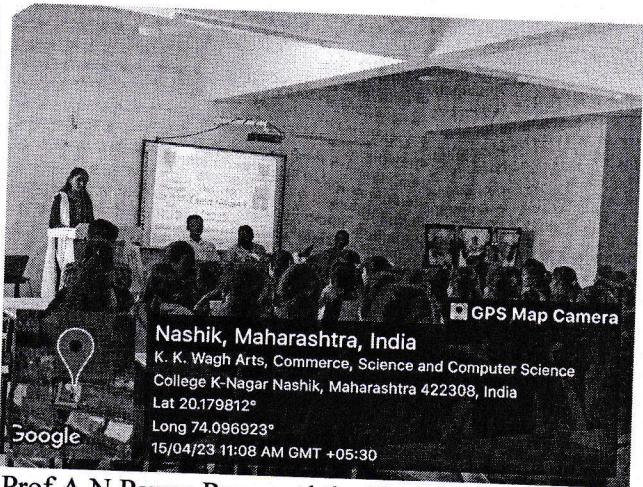 GPS Map Camera
Nashik, Maharashtra, India
K. K. Wagh Arts, Commerce, Science and Computer Science
College K-Nagar Nashik, Maharashtra 422308, India
Lat 20.179812°
Long 74.096923°
15/04/23 11:08 AM GMT +05:30
Google
Prof A N